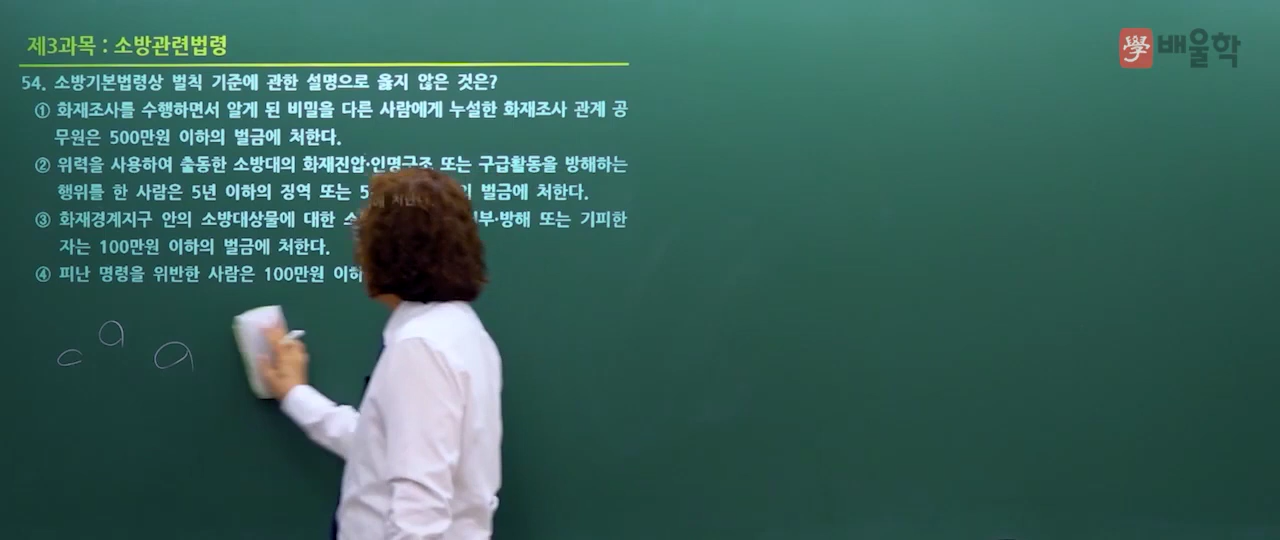 제3과목 : 소방관련법령
學 배울학
54. 소방기본법령상 벌칙 기준에 관한 설명으로 옳지 않은 것은?
① 화재조사를 수행하면서 알게 된 비밀을 다른 사람에게 누설한 화재조사 관계 공
무원은 500만원 이하의 벌금에 처한다.
② 위력을 사용하여 출동한 소방대의 화재진압·인명구조 또는 구급활동을 방해하는
행위를 한 사람은 5년 이하의 징역 또는 벌금에 처한다.
③ 화재경계지구 안의 소방대상물에 대한 방해 또는 기피한
자는 100만원 이하의 벌금에 처한다.
④ 피난 명령을 위반한 사람은 100만원